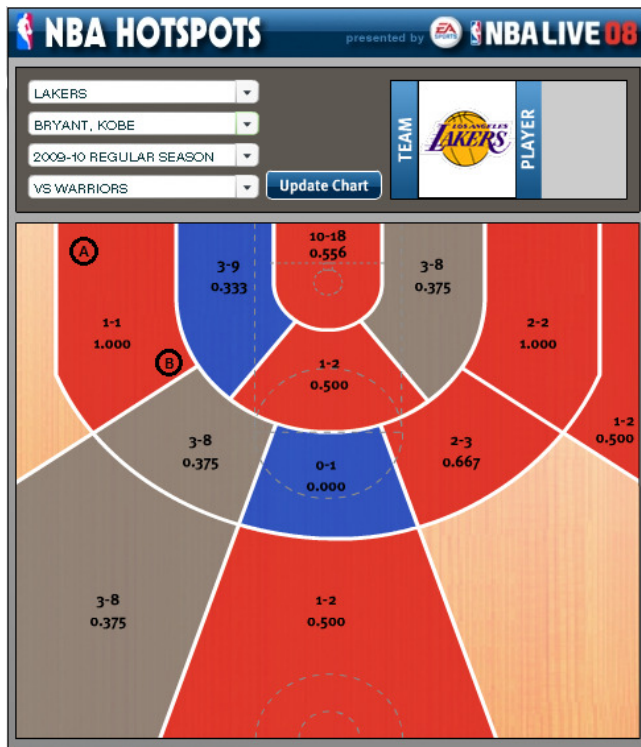 NBA HOTSPOTS
presented by EA SPORTS NBA LIVE 08
LAKERS
BRYANT, KOBE
2009-10 REGULAR SEASON
VS WARRIORS
Update Chart
TEAM
LOS ANGELES
LAKERS
PLAYER
A
10-18
0.556
3-9
0.333
3-8
0.375
1-1
1.000
2-2
1.000
B
1-2
0.500
1-2
0.500
3-8
0.375
2-3
0.667
0-1
0.000
3-8
0.375
1-2
0.500